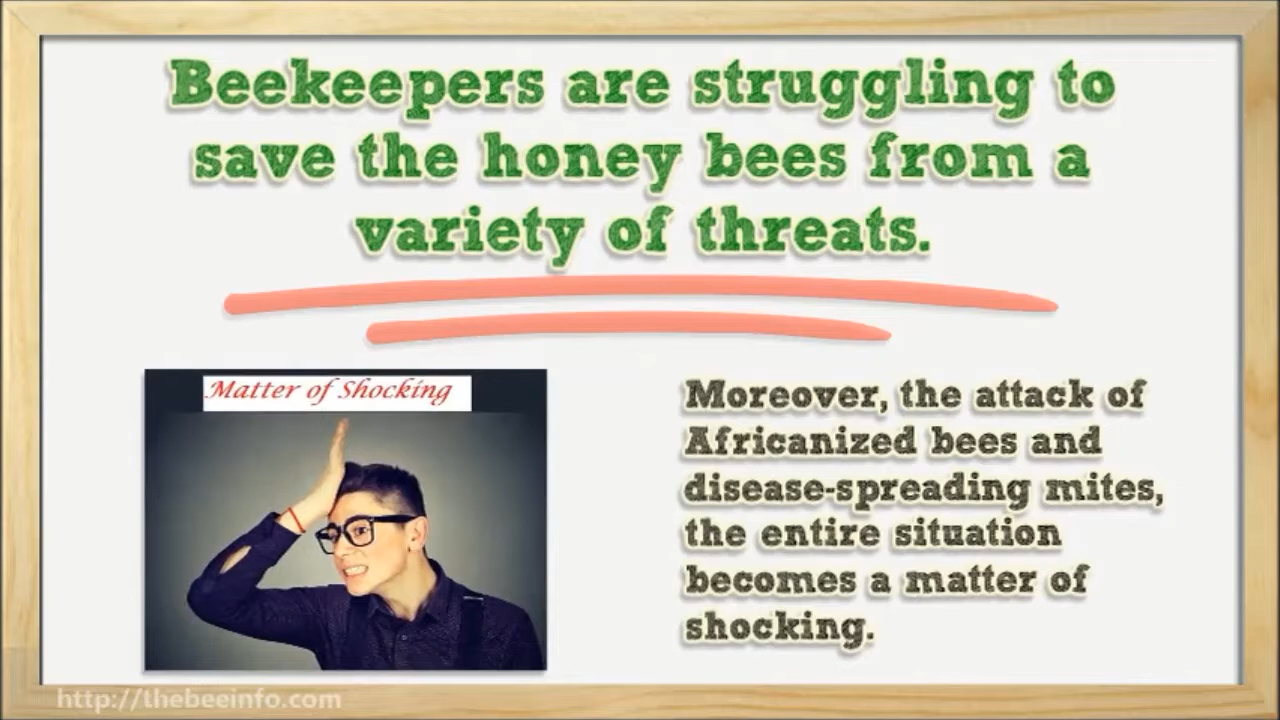 Beekeepers are struggling to
save the honey bees from a
variety of threats.
Matter of Shocking
Moreover, the attack of
Africanized bees and
disease-spreading mites,
the entire situation
becomes a matter of
shocking.
http://thebeeinfo.com